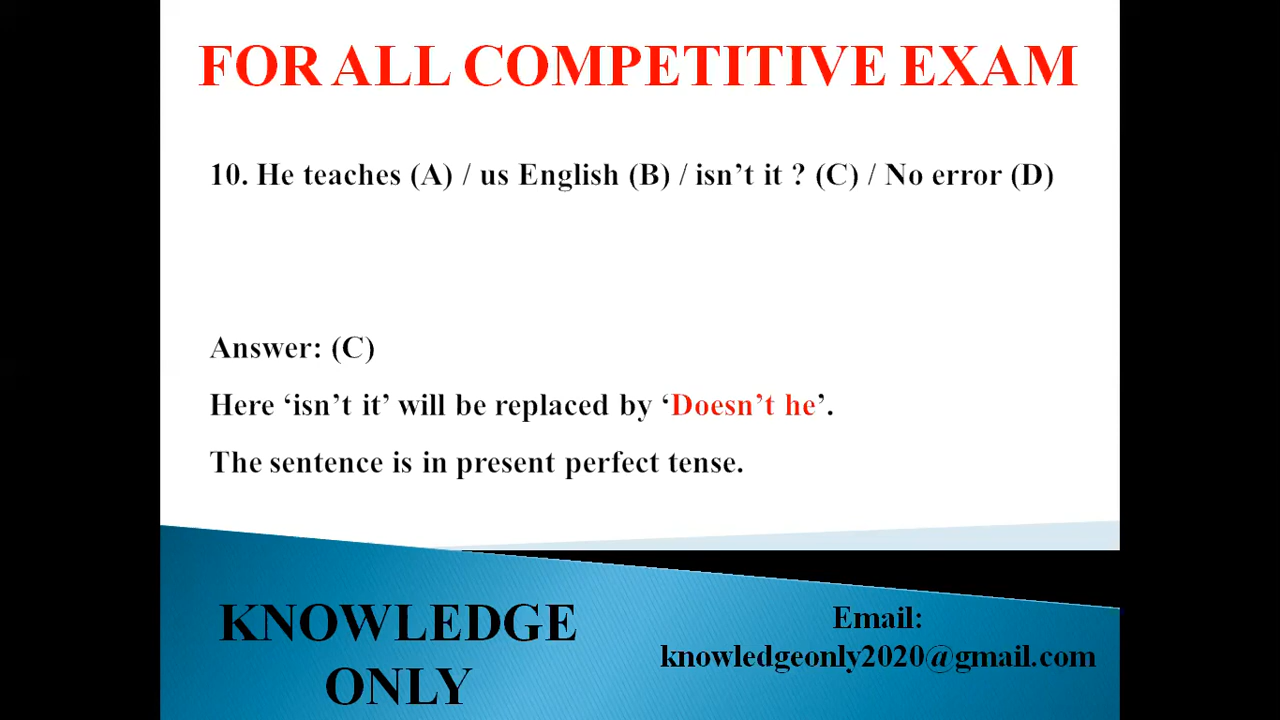 FOR ALL COMPETITIVE EXAM
10. He teaches (A) / us English (B) / isn’t it ? (C) / No error (D)
Answer: (C)
Here ‘isn’t it’ will be replaced by ‘Doesn’t he’.
The sentence is in present perfect tense.
KNOWLEDGE
ONLY
Email:
knowledgeonly2020@gmail.com